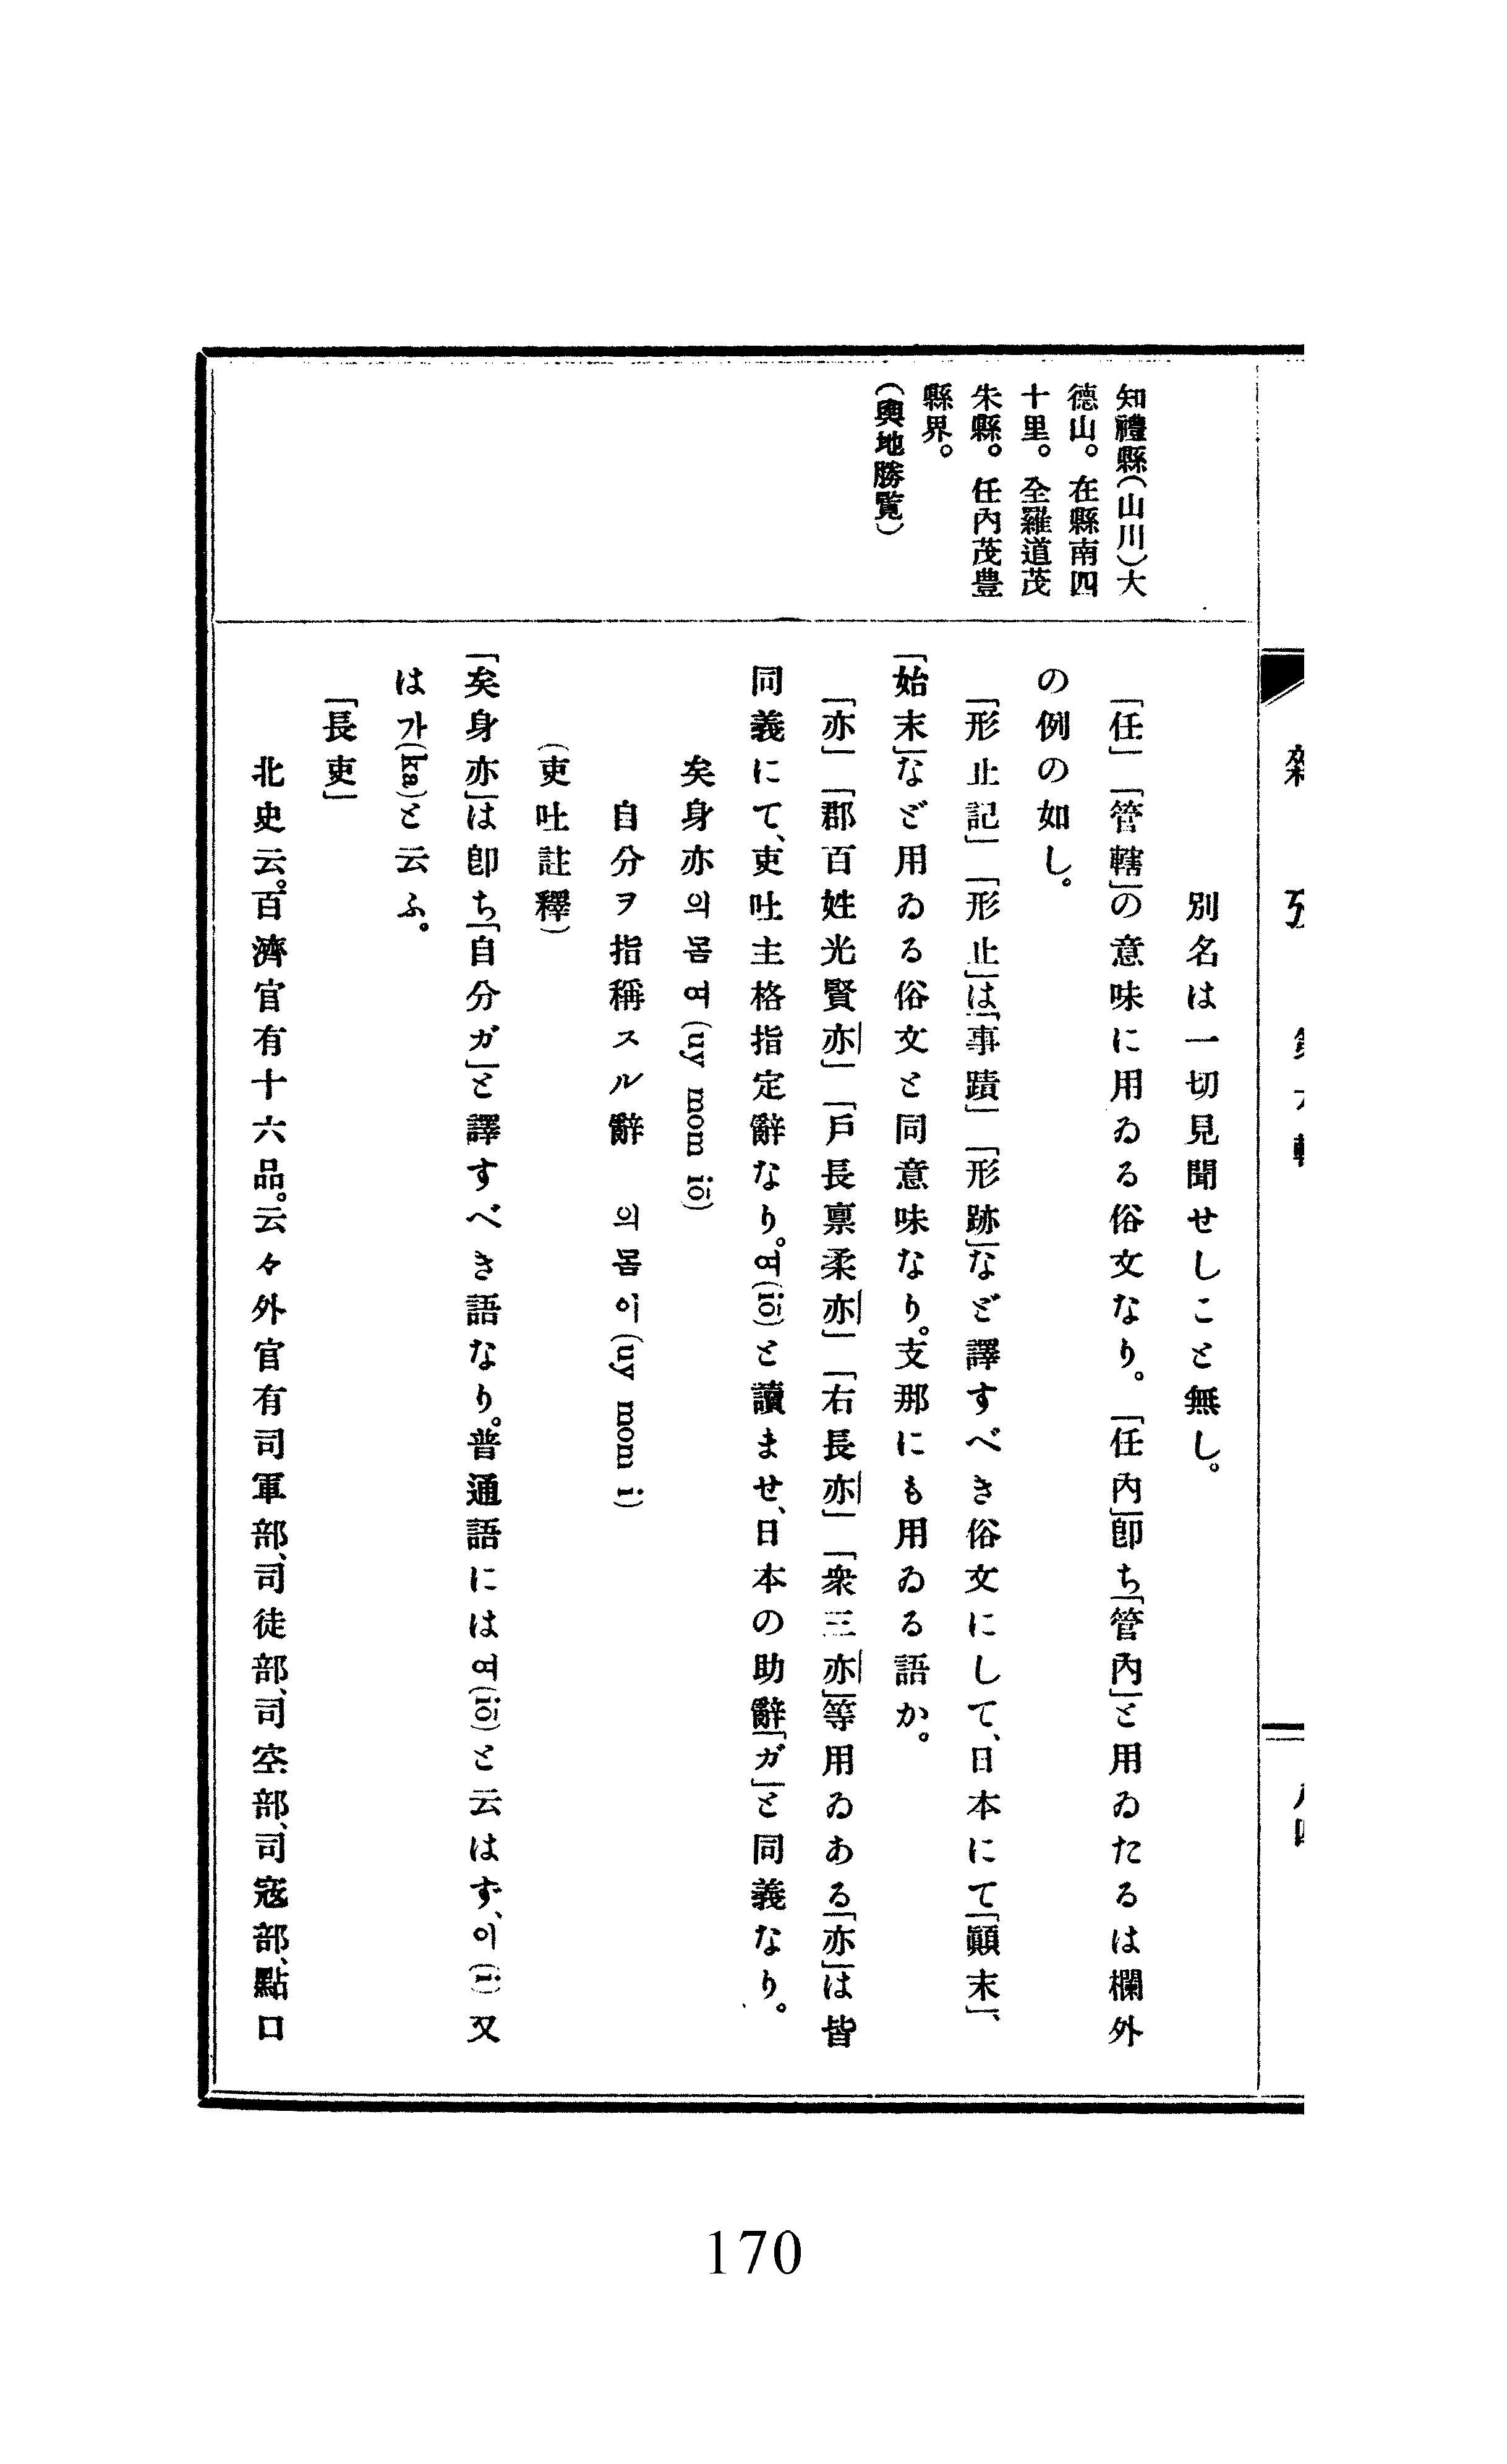 知禮縣(山川)大
德山。在縣南四
十里。全羅道茂
朱縣。任內茂豊
縣界。
(輿地勝覧)
別名は一切見聞せしこと無し。
「任」「管轄」の意味に用ゐる俗文なり。「任內」卽ち「管內」と用ゐたるは欄外
の例の如し。
「形止記」「形止」は「事蹟」「形跡」など譯すべき俗文にして、日本にて「顚末」、
「始末」など用ゐる俗文と同意味なり。支那にも用ゐる語か。
「亦」「郡百姓光賢亦」「戶長禀柔亦」「右長亦」「衆三亦」等用ゐある「亦」は皆
同義にて、吏吐主格指定辭なり。여(iö)と讀ませ、日本の助辭「ガ」と同義なり。
矣身亦 의몸여(uy mom iö)
自分ヲ指稱スル辭 의몸이(uy mom i)
(吏吐註釋)
「矣身亦」は卽ち「自分ガ」と譯すべき語なり。普通語には여(iö)と云はず、이(i)又
は가(ka)と云ふ。
「長吏」
北史云。百濟官有十六品。云々外官有司軍部、司徒部、司空部、司寇部、點口
170